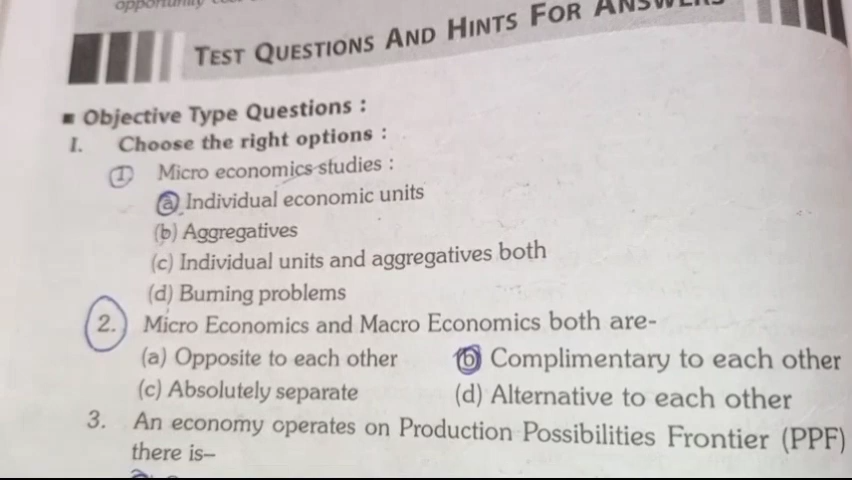 TEST QUESTIONS AND HINTS FOR
■ Objective Type Questions :
I. Choose the right options :
1 Micro economics studies :
(a) Individual economic units
(b) Aggregatives
(c) Individual units and aggregatives both
(d) Burning problems
2. Micro Economics and Macro Economics both are-
(a) Opposite to each other (b) Complimentary to each other
(c) Absolutely separate (d) Alternative to each other
3. An economy operates on Production Possibilities Frontier (PPF)
there is–